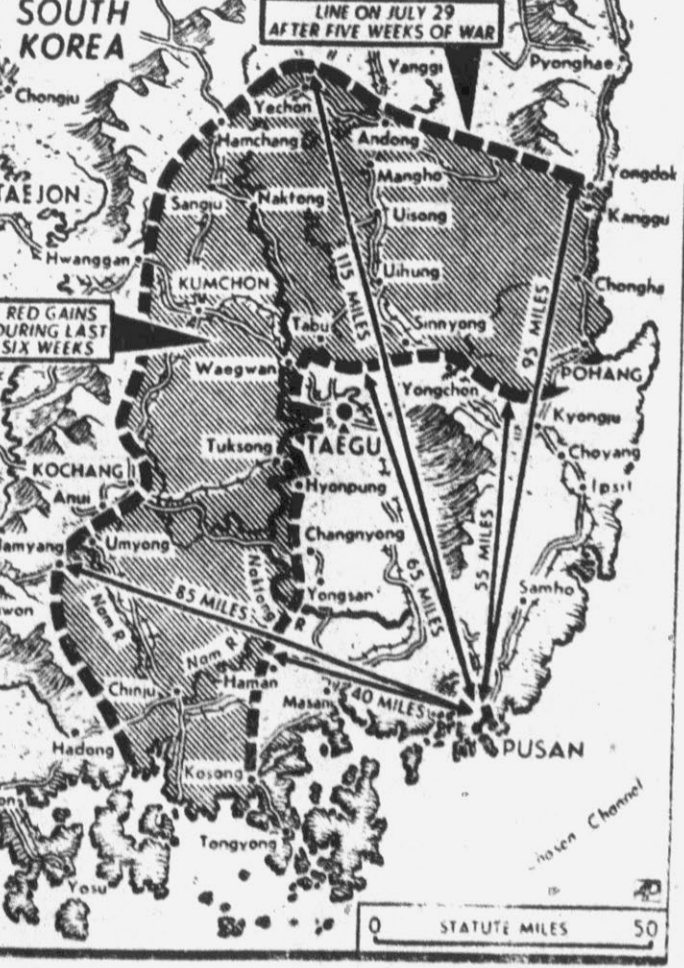 SOUTH
KOREA
LINE ON JULY 29
AFTER FIVE WEEKS OF WAR
Yanggi
Pyonghae
Chongju
Yechon
Hamchang
Andong
Mangho
Yongdok
TAEJON
Sangju
Naktong
Uisong
Kanggu
Hwanggan
115 MILES
Uihung
95 MILES
Chongha
KUMCHON
RED GAINS
DURING LAST
SIX WEEKS
Tabu
Sinnyong
Waegwan
POHANG
Yongchon
Kyongju
TAEGU
Tuksong
Choyang
KOCHANG
Hyonpung
Ipsil
Anui
Changnyong
55 MILES
Umyong
65 MILES
Naktong R
85 MILES
Yongsan
Samho
Nam R
Nam R
Chinju
Haman
Masan
40 MILES
Hadong
PUSAN
Kosong
Tongyong
Yosu
Channel
0 STATUTE MILES 50